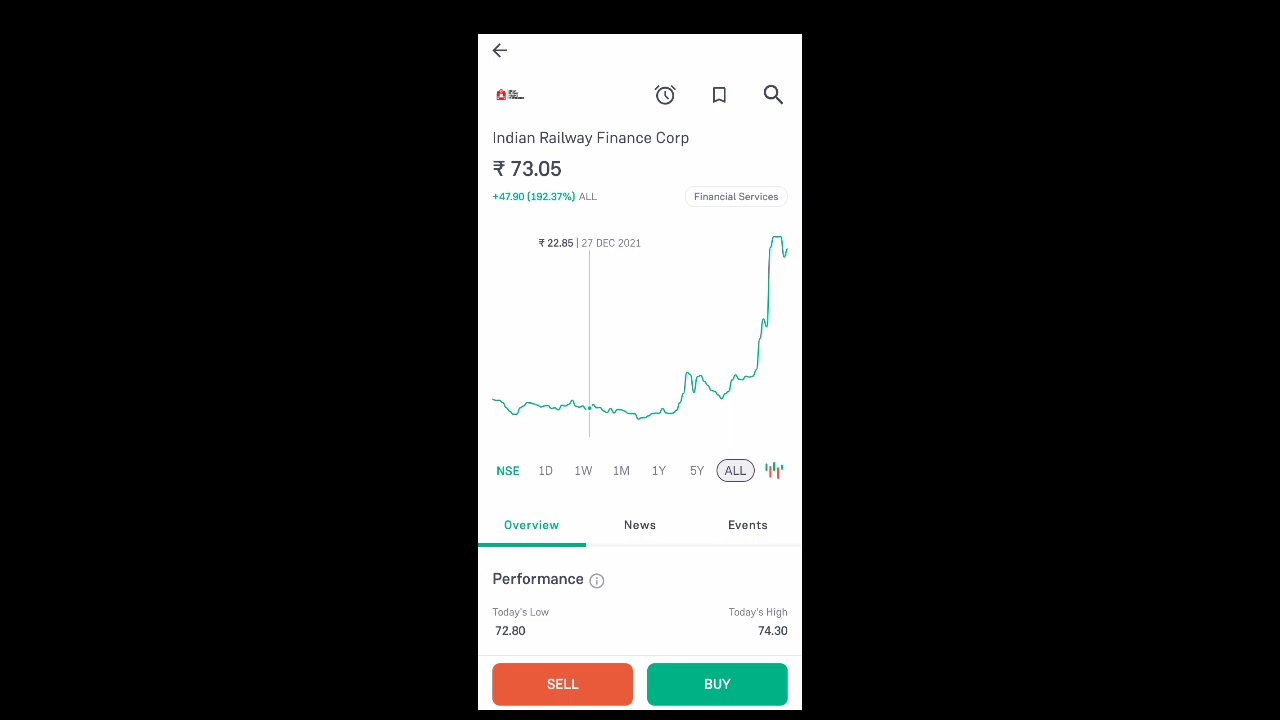 Indian Railway Finance Corp
₹ 73.05
+47.90 (192.37%) ALL
Financial Services
₹ 22.85 | 27 DEC 2021
NSE 1D 1W 1M 1Y 5Y ALL
Overview News Events
Performance
Today's Low Today's High
72.80 74.30
SELL BUY